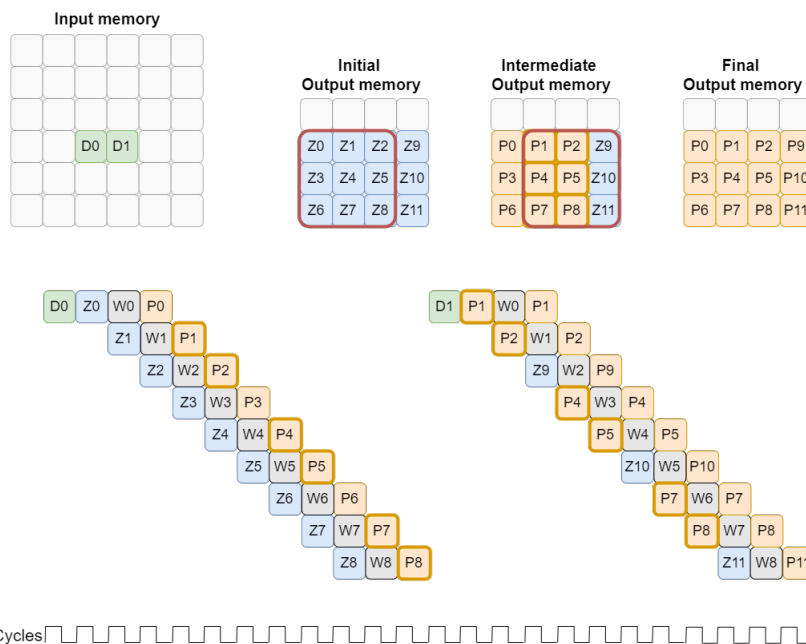 Input memory
Initial
Output memory
Intermediate
Output memory
Final
Output memory
D0 D1
Z0 Z1 Z2 Z9
Z3 Z4 Z5 Z10
Z6 Z7 Z8 Z11
P0 P1 P2 Z9
P3 P4 P5 Z10
P6 P7 P8 Z11
P0 P1 P2 P9
P3 P4 P5 P10
P6 P7 P8 P11
D0 Z0 W0 P0
Z1 W1 P1
Z2 W2 P2
Z3 W3 P3
Z4 W4 P4
Z5 W5 P5
Z6 W6 P6
Z7 W7 P7
Z8 W8 P8
D1 P1 W0 P1
P2 W1 P2
Z9 W2 P9
P4 W3 P4
P5 W4 P5
Z10 W5 P10
P7 W6 P7
P8 W7 P8
Z11 W8 P11
Cycles